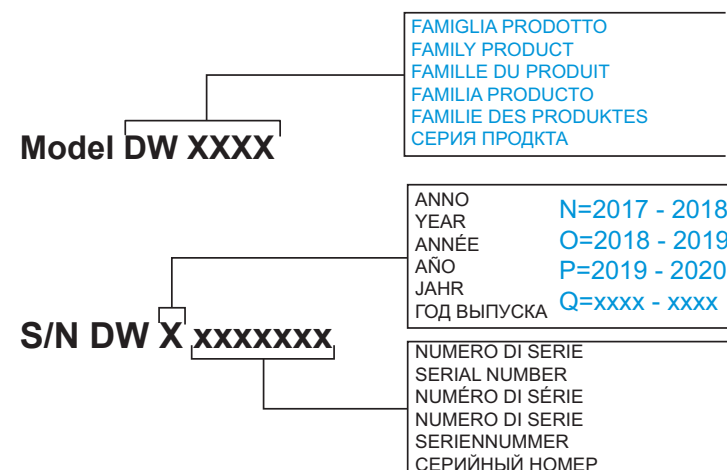 FAMIGLIA PRODOTTO
FAMILY PRODUCT
FAMILLE DU PRODUIT
FAMILIA PRODUCTO
FAMILIE DES PRODUKTES
СЕРИЯ ПРОДКТА
Model DW XXXX
ANNO
YEAR
ANNÉE
AÑO
JAHR
ГОД ВЫПУСКА
N=2017 - 2018
O=2018 - 2019
P=2019 - 2020
Q=xxxx - xxxx
S/N DW X xxxxxxx
NUMERO DI SERIE
SERIAL NUMBER
NUMÉRO DI SÉRIE
NUMERO DI SERIE
SERIENNUMMER
СЕРИЙНЫЙ НОМЕР